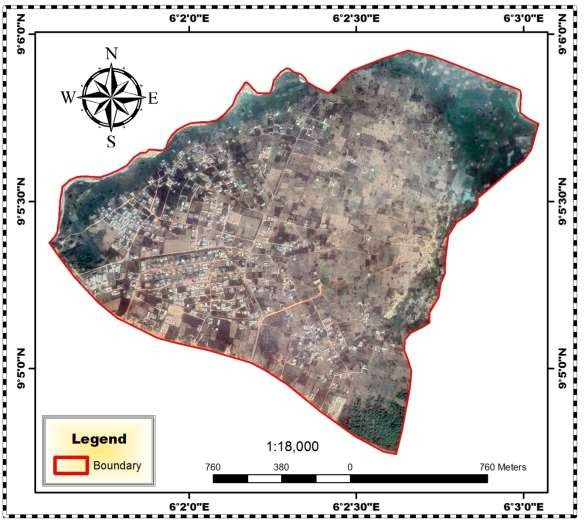 6°2'0"E 6°2'30"E 6°3'0"E
9°6'0"N 9°6'0"N
N
W E
S
9°5'30"N 9°5'30"N
9°5'0"N 9°5'0"N
Legend
Boundary
1:18,000
760 380 0 760 Meters
6°2'0"E 6°2'30"E 6°3'0"E